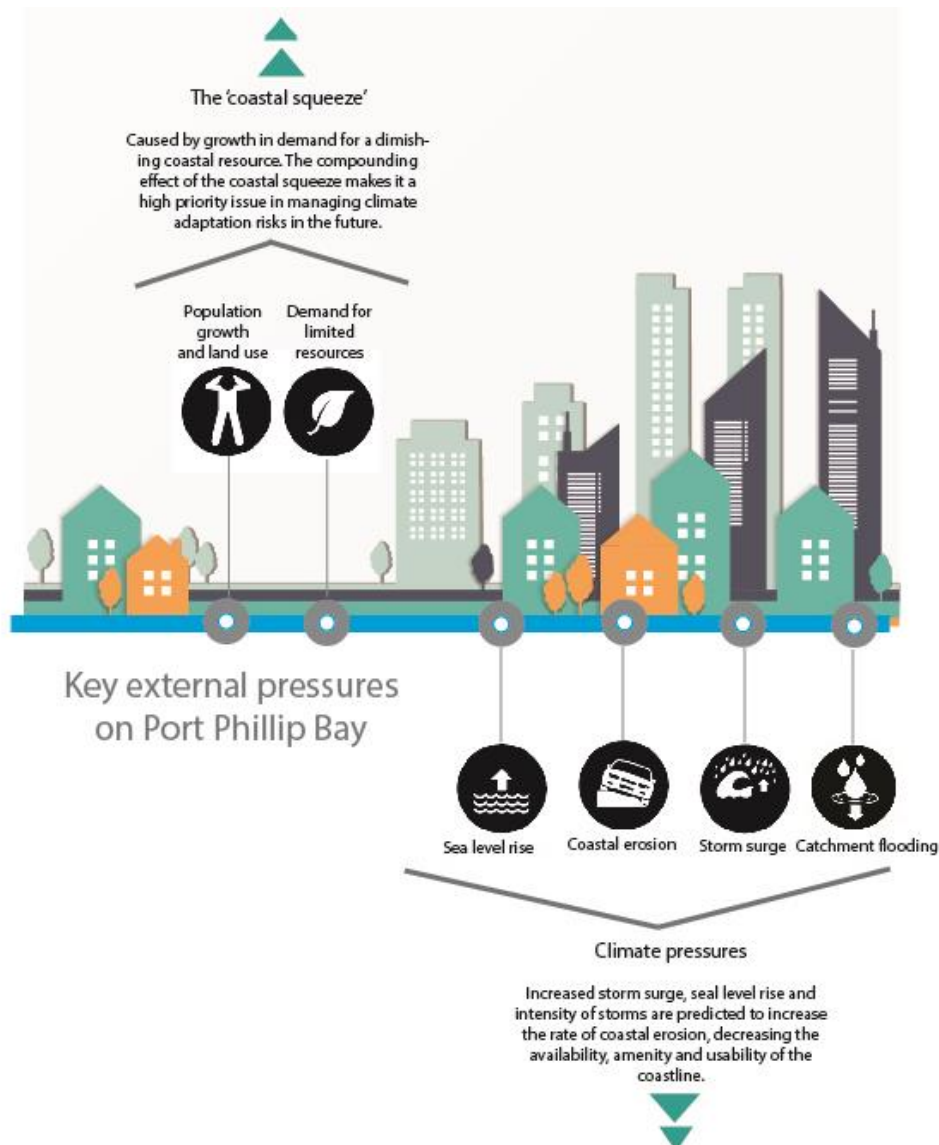 The ‘coastal squeeze’
Caused by growth in demand for a dimish-
ing coastal resource. The compounding
effect of the coastal squeeze makes it a
high priority issue in managing climate
adaptation risks in the future.
Population
growth
and land use
Demand for
limited
resources
Key external pressures
on Port Phillip Bay
Sea level rise
Coastal erosion
Storm surge
Catchment flooding
Climate pressures
Increased storm surge, seal level rise and
intensity of storms are predicted to increase
the rate of coastal erosion, decreasing the
availability, amenity and usability of the
coastline.